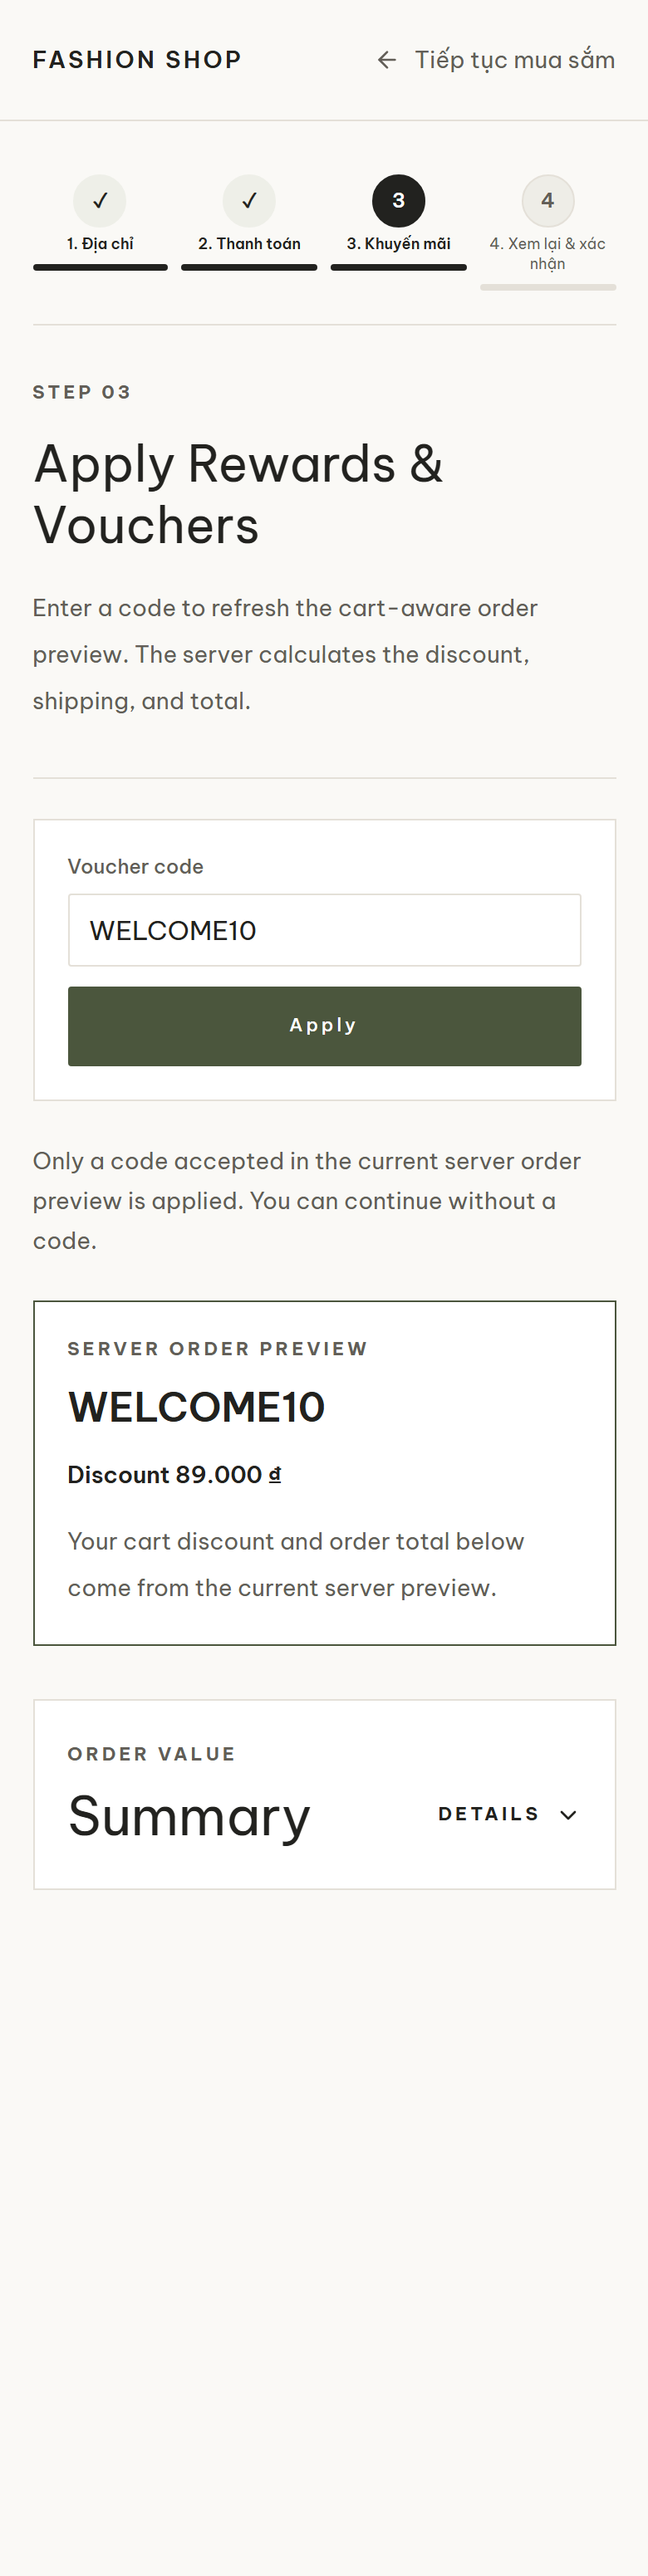 FASHION SHOP
← Tiếp tục mua sắm
✓
✓
3
4
1. Địa chỉ
2. Thanh toán
3. Khuyến mãi
4. Xem lại & xác
nhận
STEP 03
Apply Rewards &
Vouchers
Enter a code to refresh the cart-aware order
preview. The server calculates the discount,
shipping, and total.
Voucher code
WELCOME10
Apply
Only a code accepted in the current server order
preview is applied. You can continue without a
code.
SERVER ORDER PREVIEW
WELCOME10
Discount 89.000 ₫
Your cart discount and order total below
come from the current server preview.
ORDER VALUE
Summary
DETAILS